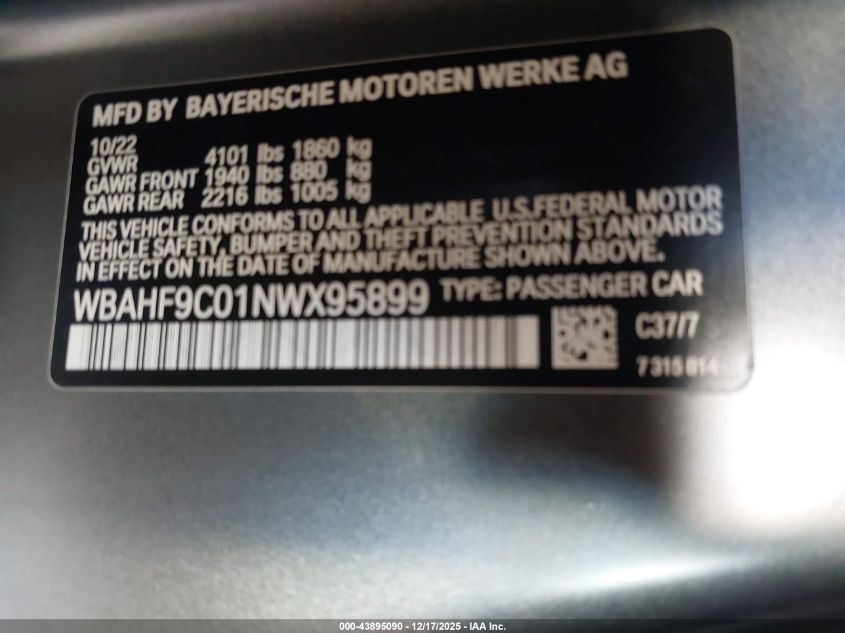 MFD BY BAYERISCHE MOTOREN WERKE AG
10/22
GVWR 4101 lbs 1860 kg
GAWR FRONT 1940 lbs 880 kg
GAWR REAR 2216 lbs 1005 kg
THIS VEHICLE CONFORMS TO ALL APPLICABLE U.S.FEDERAL MOTOR
VEHICLE SAFETY, BUMPER AND THEFT PREVENTION STANDARDS
IN EFFECT ON THE DATE OF MANUFACTURE SHOWN ABOVE.
WBAHF9C01NWX95899 TYPE: PASSENGER CAR
C37/7
7 315 814
000-43895090 - 12/17/2025 - IAA Inc.